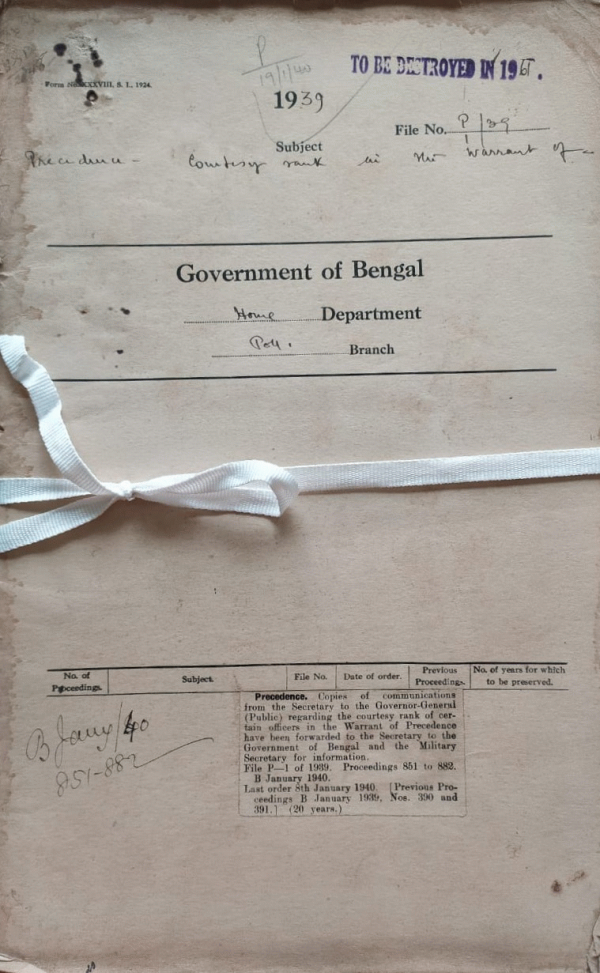 Form No. XXXVIII, S. I., 1924.
P
19/1/40
TO BE DESTROYED IN 1961.
1939
File No. P/39
1
Subject
Precedence – Courtesy rank in the Warrant of –
Government of Bengal
Home Department
Poll. Branch
No. of Proceedings. Subject. File No. Date of order. Previous Proceedings. No. of years for which to be preserved.
Precedence. Copies of communications
from the Secretary to the Governor-General
(Public) regarding the courtesy rank of cer-
tain officers in the Warrant of Precedence
have been forwarded to the Secretary to the
Government of Bengal and the Military
Secretary for information.
File P—1 of 1939. Proceedings 851 to 882.
B January 1940.
Last order 8th January 1940. [Previous Pro-
ceedings B January 1939, Nos. 390 and
391.] (20 years.)
B Jany/40
851-882